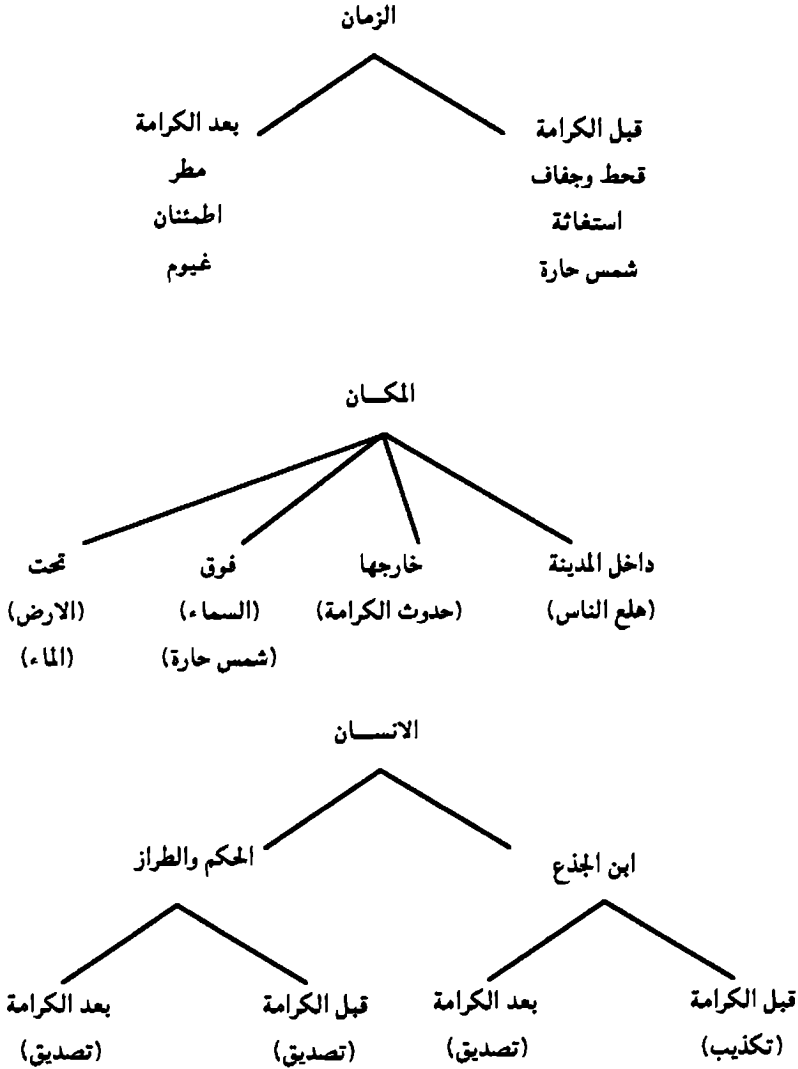 الزمان
قبل الكرامة بعد الكرامة
قحط وجفاف مطر
استغاثة اطمئنان
شمس حارة غيوم
المكـــان
داخل المدينة خارجها فوق تحت
(هلع الناس) (حدوث الكرامة) (السماء) (الارض)
(شمس حارة) (الماء)
الانســـان
ابن الجذع الحكم والطراز
قبل الكرامة بعد الكرامة قبل الكرامة بعد الكرامة
(تكذيب) (تصديق) (تصديق) (تصديق)